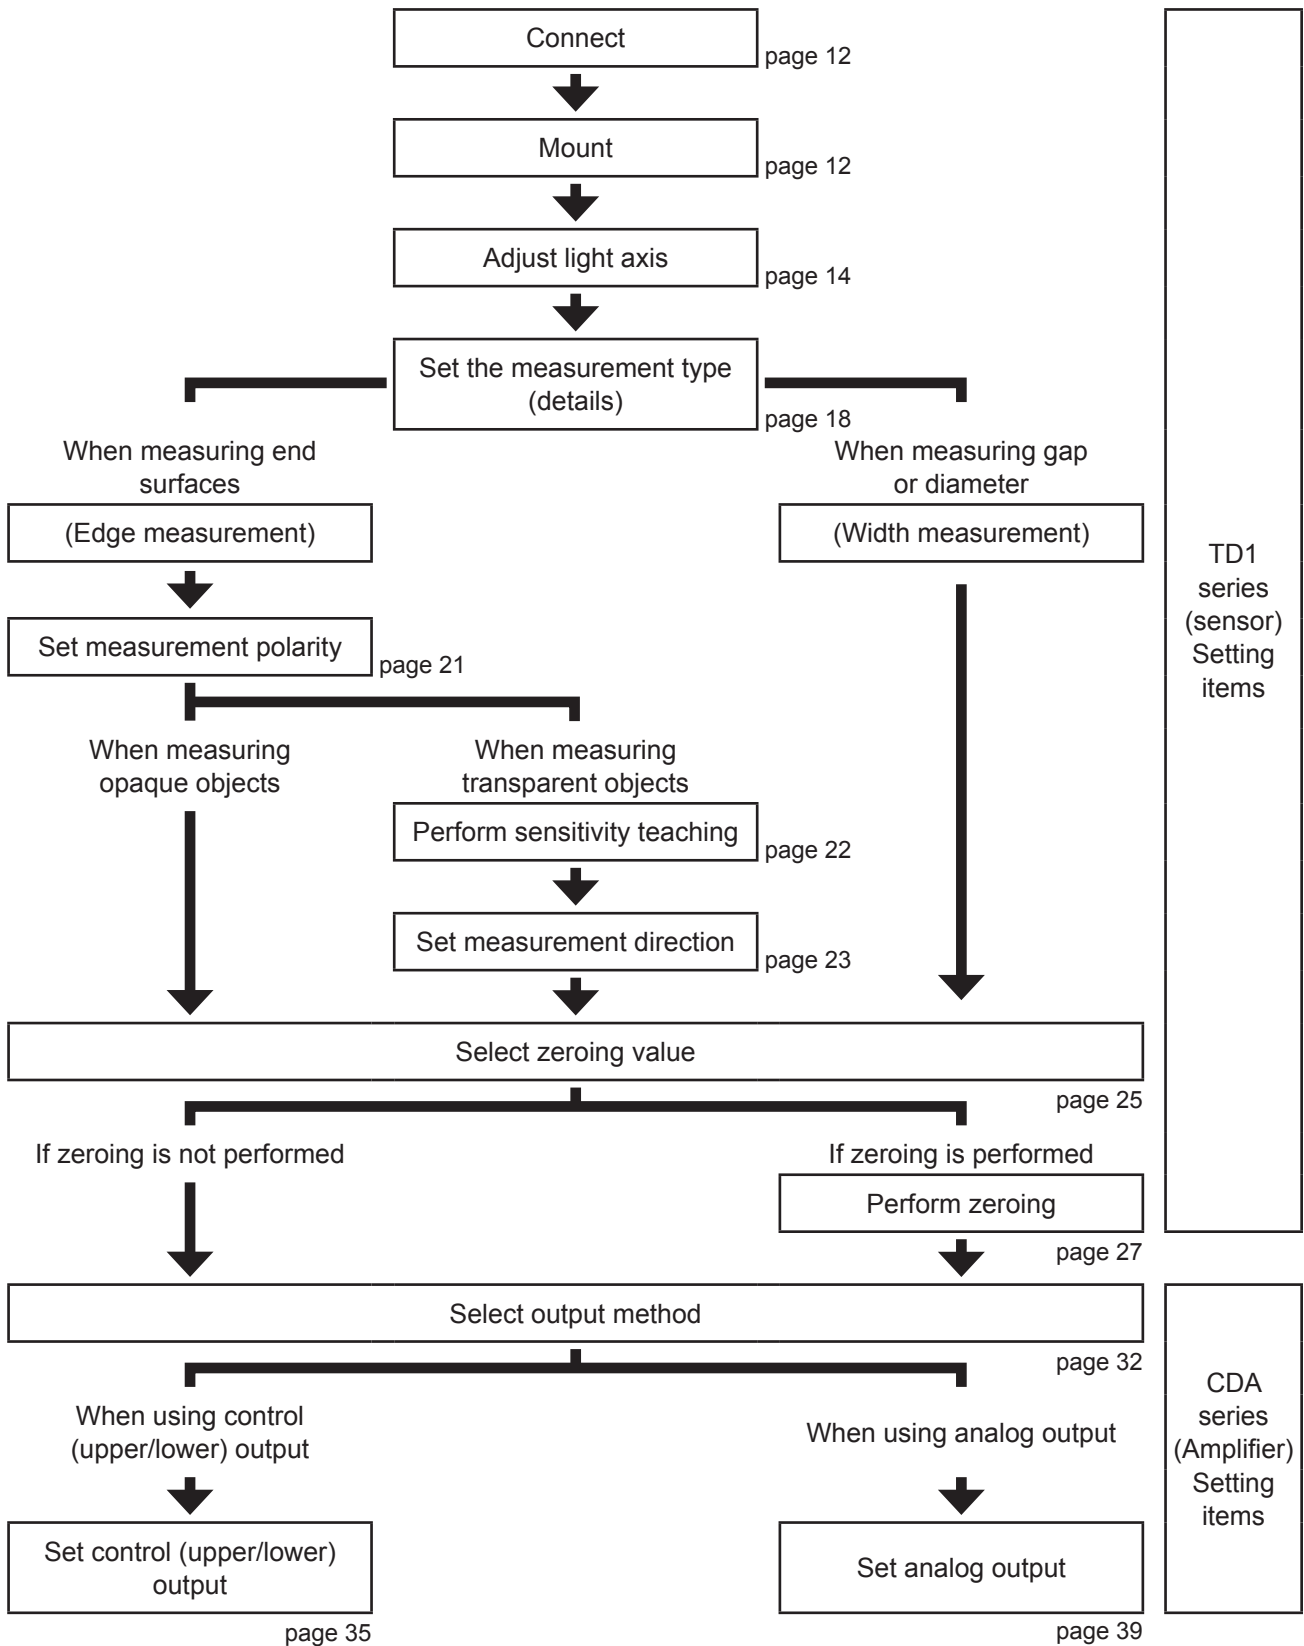 Connect
page 12
Mount
page 12
Adjust light axis
page 14
Set the measurement type
(details)
page 18
When measuring end
surfaces
(Edge measurement)
When measuring gap
or diameter
(Width measurement)
Set measurement polarity
page 21
When measuring
opaque objects
When measuring
transparent objects
Perform sensitivity teaching
page 22
Set measurement direction
page 23
Select zeroing value
page 25
If zeroing is not performed
If zeroing is performed
Perform zeroing
page 27
Select output method
page 32
When using control
(upper/lower) output
When using analog output
Set control (upper/lower)
output
page 35
Set analog output
page 39
TD1
series
(sensor)
Setting
items
CDA
series
(Amplifier)
Setting
items